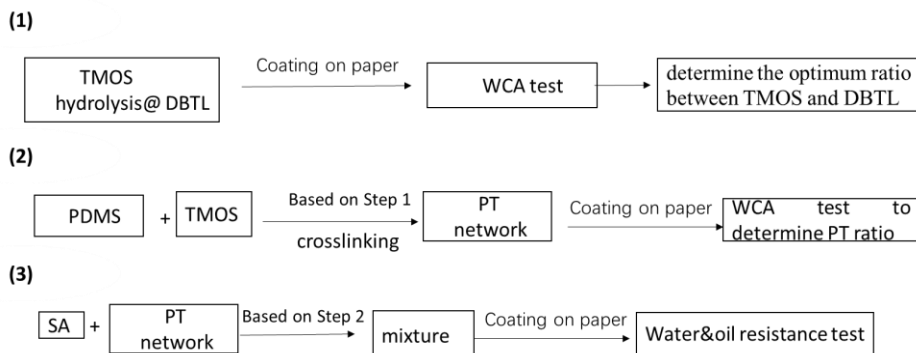 (1)
TMOS
hydrolysis@ DBTL
Coating on paper
WCA test
determine the optimum ratio
between TMOS and DBTL
(2)
PDMS
+
TMOS
Based on Step 1
crosslinking
PT
network
Coating on paper
WCA test to
determine PT ratio
(3)
SA
+
PT
network
Based on Step 2
mixture
Coating on paper
Water&oil resistance test